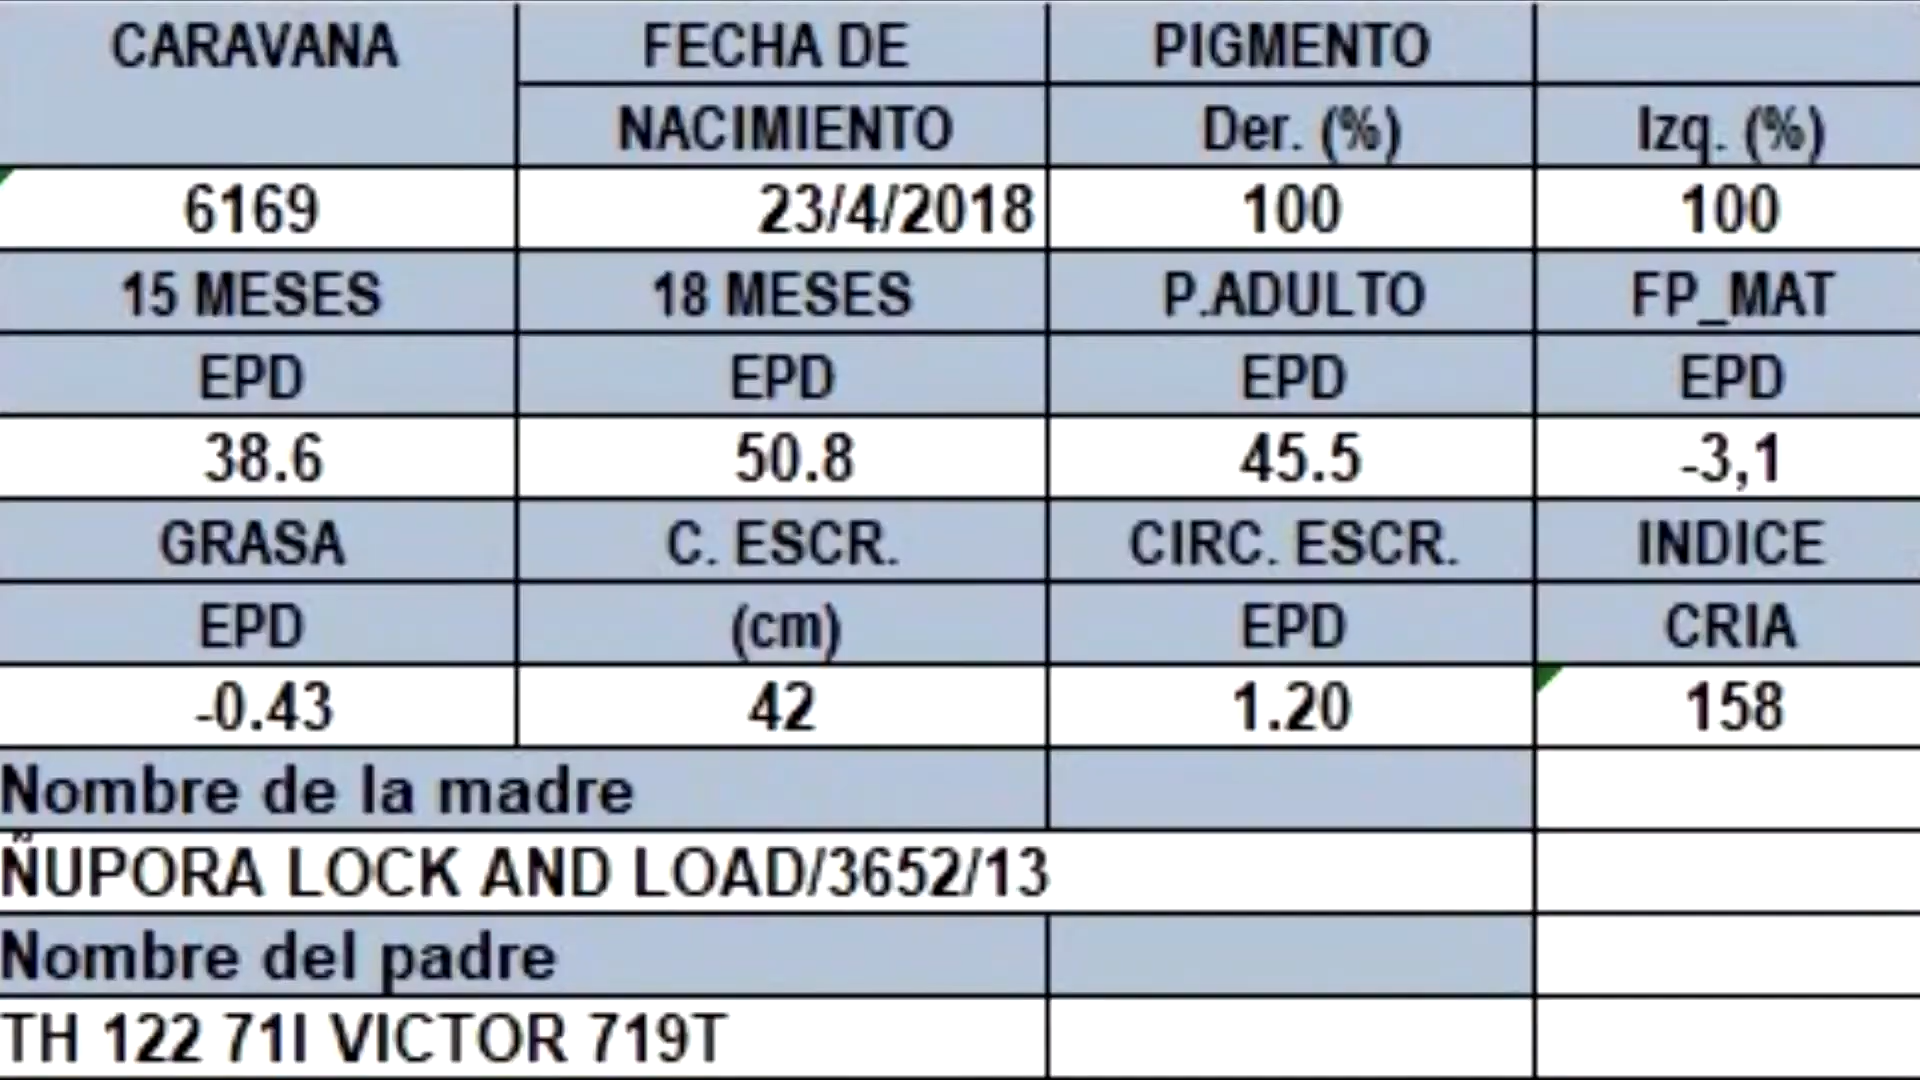 CARAVANA FECHA DE PIGMENTO
NACIMIENTO Der. (%) Izq. (%)
6169 23/4/2018 100 100
15 MESES 18 MESES P.ADULTO FP_MAT
EPD EPD EPD EPD
38.6 50.8 45.5 -3,1
GRASA C. ESCR. CIRC. ESCR. INDICE
EPD (cm) EPD CRIA
-0.43 42 1.20 158
Nombre de la madre
ÑUPORA LOCK AND LOAD/3652/13
Nombre del padre
TH 122 71I VICTOR 719T